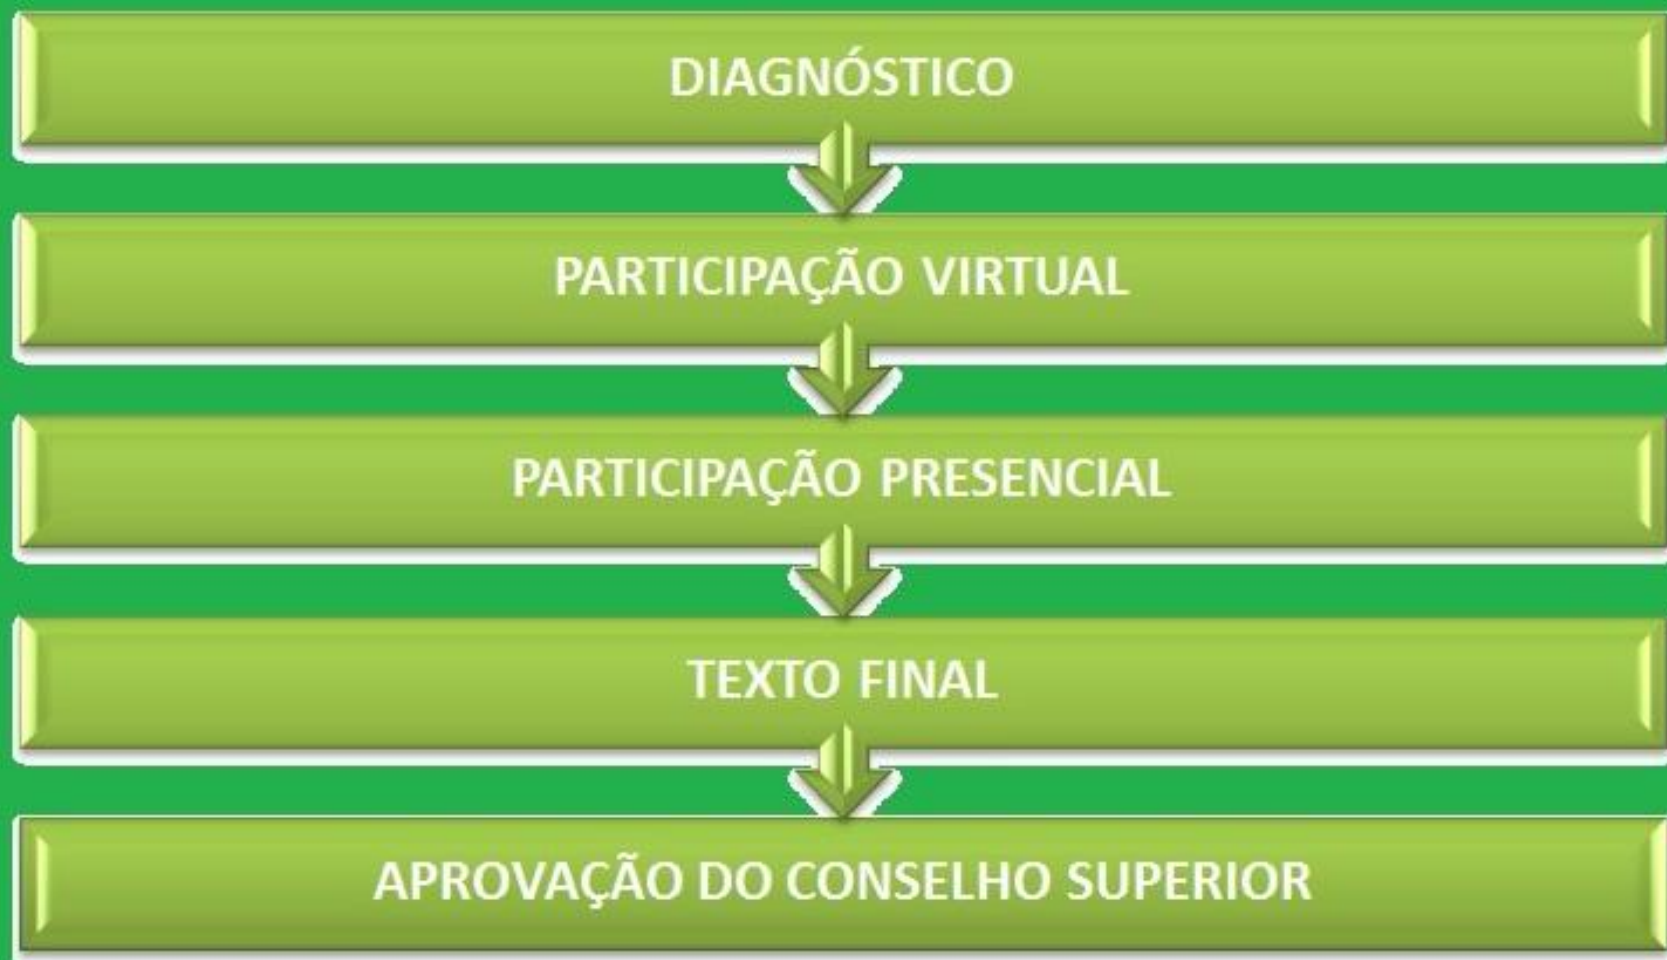 DIAGNÓSTICO
PARTICIPAÇÃO VIRTUAL
PARTICIPAÇÃO PRESENCIAL
TEXTO FINAL
APROVAÇÃO DO CONSELHO SUPERIOR